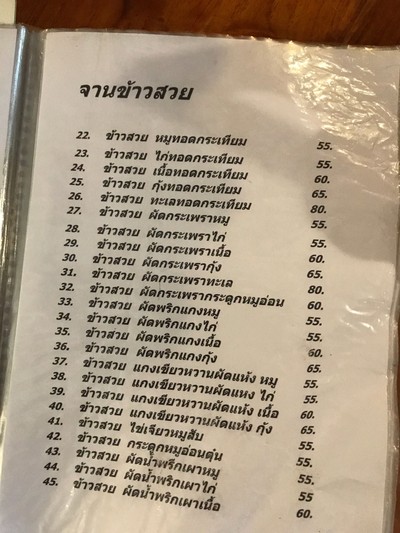 จานข้าวสวย
22. ข้าวสวย หมูทอดกระเทียม 55.
23. ข้าวสวย ไก่ทอดกระเทียม 55.
24. ข้าวสวย เนื้อทอดกระเทียม 60.
25. ข้าวสวย กุ้งทอดกระเทียม 65.
26. ข้าวสวย ทะเลทอดกระเทียม 80.
27. ข้าวสวย ผัดกระเพราหมู 55.
28. ข้าวสวย ผัดกระเพราไก่ 55.
29. ข้าวสวย ผัดกระเพราเนื้อ 60.
30. ข้าวสวย ผัดกระเพรากุ้ง 65.
31. ข้าวสวย ผัดกระเพราทะเล 80.
32. ข้าวสวย ผัดกระเพรากระดูกหมูอ่อน 60.
33. ข้าวสวย ผัดพริกแกงหมู 55.
34. ข้าวสวย ผัดพริกแกงไก่ 55.
35. ข้าวสวย ผัดพริกแกงเนื้อ 60.
36. ข้าวสวย ผัดพริกแกงกุ้ง 65.
37. ข้าวสวย แกงเขียวหวานผัดแห้ง หมู 55.
38. ข้าวสวย แกงเขียวหวานผัดแหง ไก่ 55.
39. ข้าวสวย แกงเขียวหวานผัดแห้ง เนื้อ 60.
40. ข้าวสวย แกงเขียวหวานผัดแห้ง กุ้ง 65.
41. ข้าวสวย ไข่เจียวหมูสับ 55.
42. ข้าวสวย กระดูกหมูอ่อนตุ๋น 55.
43. ข้าวสวย ผัดน้ำพริกเผาหมู 55.
44. ข้าวสวย ผัดน้ำพริกเผาไก่ 55
45. ข้าวสวย ผัดน้ำพริกเผาเนื้อ 60.